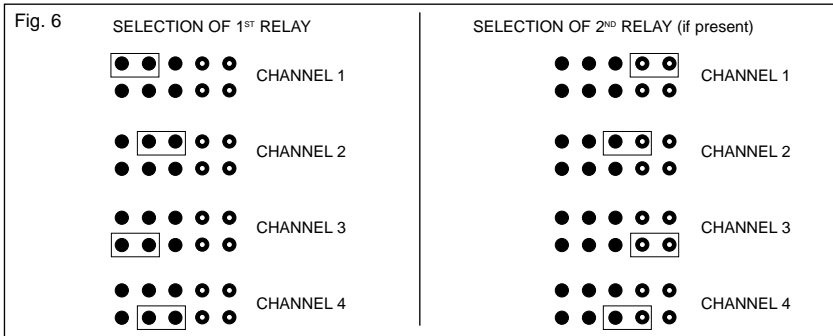 Fig. 6
SELECTION OF 1ST RELAY
CHANNEL 1
CHANNEL 2
CHANNEL 3
CHANNEL 4
SELECTION OF 2ND RELAY (if present)
CHANNEL 1
CHANNEL 2
CHANNEL 3
CHANNEL 4